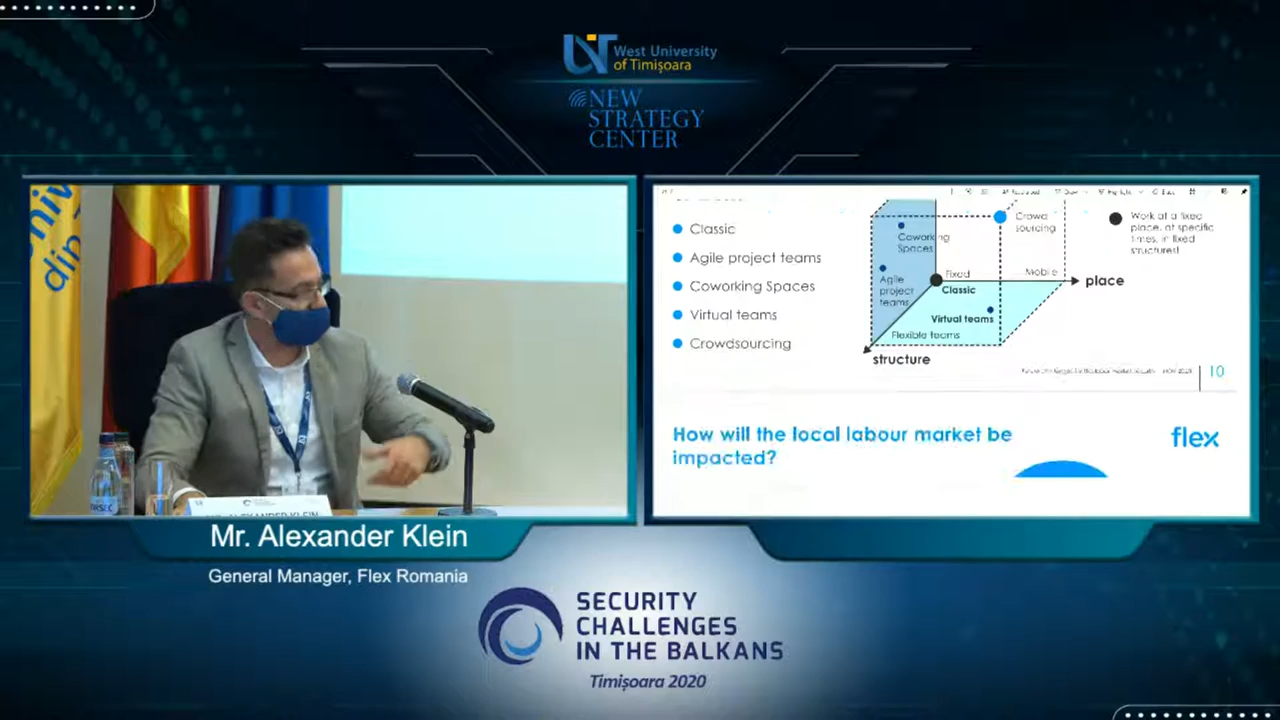 West University
of Timișoara
NEW
STRATEGY
CENTER
Classic
Agile project teams
Coworking Spaces
Virtual teams
Crowdsourcing
Coworking
Spaces
Agile
project
teams
Crowd
sourcing
Fixed
Classic
Mobile
place
Virtual teams
Flexible teams
structure
Work at a fixed
place, at specific
times, in fixed
structures!
10
How will the local labour market be
impacted?
flex
Mr. Alexander Klein
General Manager, Flex Romania
SECURITY
CHALLENGES
IN THE BALKANS
Timișoara 2020